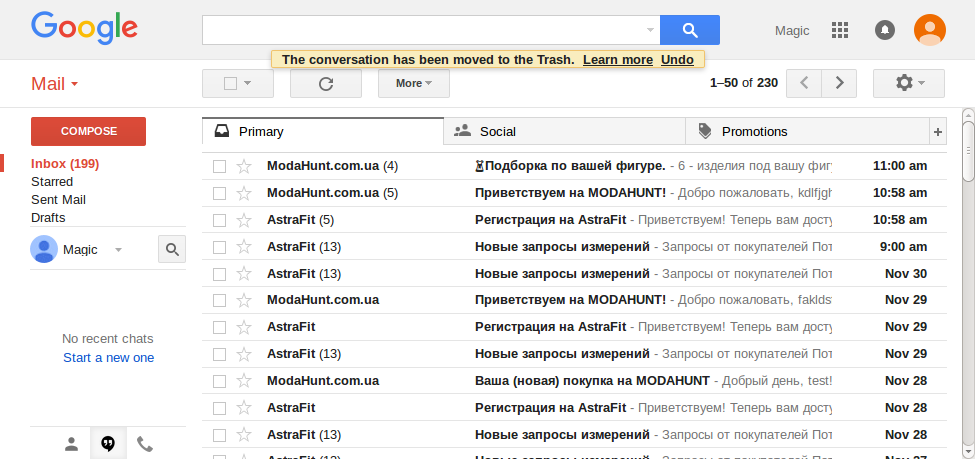 Google
Magic
The conversation has been moved to the Trash. Learn more Undo
Mail
More
1–50 of 230
COMPOSE
Primary
Social
Promotions
+
Inbox (199)
Starred
Sent Mail
Drafts
Magic
No recent chats
Start a new one
ModaHunt.com.ua (4) Подборка по вашей фигуре. - 6 - изделия под вашу фиг 11:00 am
ModaHunt.com.ua (5) Приветствуем на MODAHUNT! - Добро пожаловать, kdlfjgh 10:58 am
AstraFit (5) Регистрация на AstraFit - Приветствуем! Теперь вам дост 10:58 am
AstraFit (13) Новые запросы измерений - Запросы от покупателей Пот 9:00 am
AstraFit (13) Новые запросы измерений - Запросы от покупателей Пот Nov 30
ModaHunt.com.ua Приветствуем на MODAHUNT! - Добро пожаловать, faklds Nov 29
AstraFit Регистрация на AstraFit - Приветствуем! Теперь вам дост Nov 29
AstraFit (13) Новые запросы измерений - Запросы от покупателей Пот Nov 29
ModaHunt.com.ua Ваша (новая) покупка на MODAHUNT - Добрый день, test! Nov 28
AstraFit Регистрация на AstraFit - Приветствуем! Теперь вам дост Nov 28
AstraFit (13) Новые запросы измерений - Запросы от покупателей Пот Nov 28